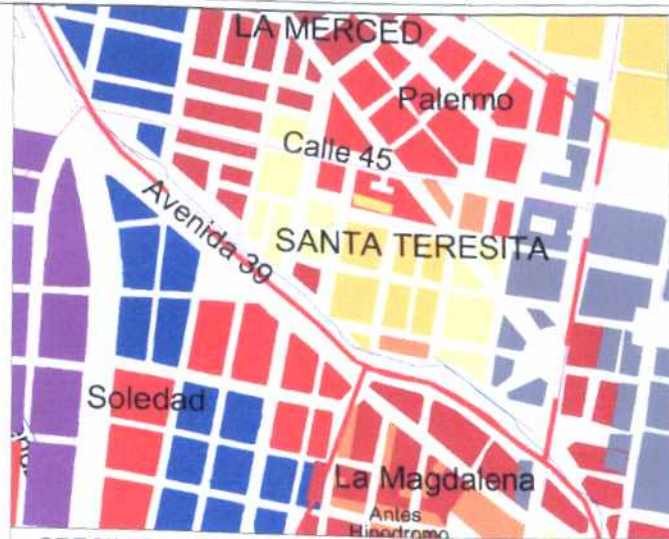 LA MERCED
Palermo
Calle 45
Avenida 39
SANTA TERESITA
Soledad
La Magdalena
Antes
Hipodromo